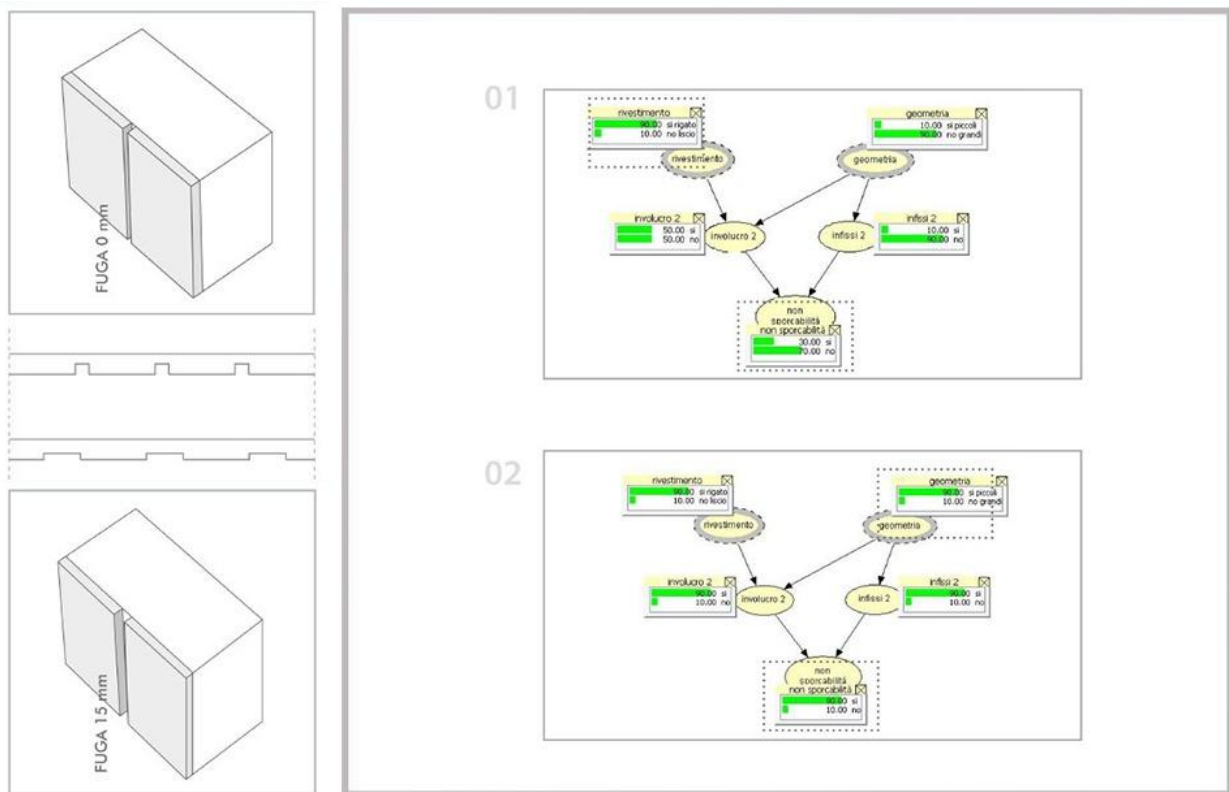 FUGA 0 mm
FUGA 15 mm
01
rivestimento
90.00 si rigato
10.00 no liscio
rivestimento
geometria
10.00 si piccoli
90.00 no grandi
geometria
involucro 2
50.00 si
50.00 no
involucro 2
infissi 2
infissi 2
10.00 si
90.00 no
non
sporcabilità
non sporcabilità
30.00 si
70.00 no
02
rivestimento
90.00 si rigato
10.00 no liscio
rivestimento
geometria
90.00 si piccoli
10.00 no grandi
geometria
involucro 2
90.00 si
10.00 no
involucro 2
infissi 2
infissi 2
90.00 si
10.00 no
non
sporcabilità
non sporcabilità
90.00 si
10.00 no